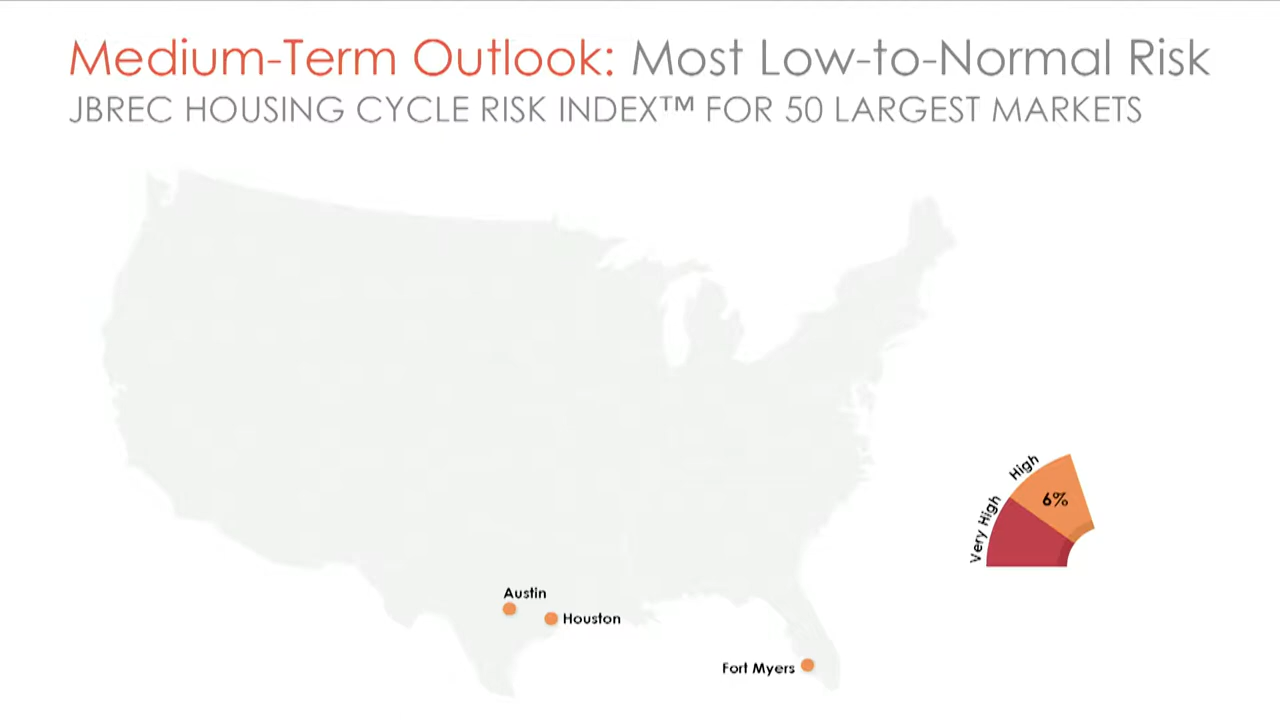 Medium-Term Outlook: Most Low-to-Normal Risk
JBREC HOUSING CYCLE RISK INDEX™ FOR 50 LARGEST MARKETS
High
6%
Very High
Austin
Houston
Fort Myers